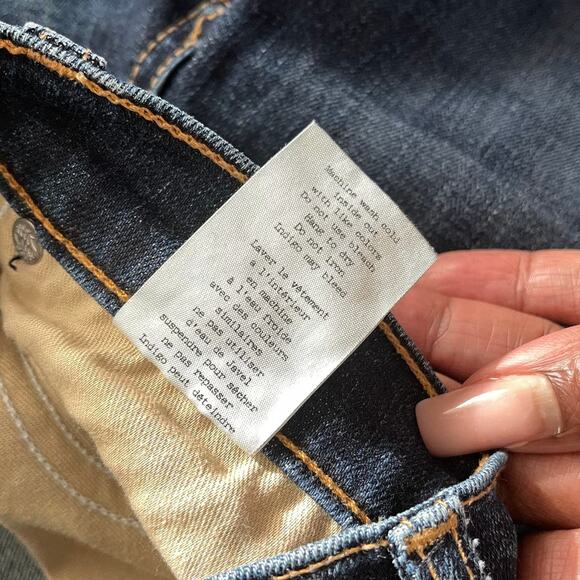 Machine wash cold
inside out
with like colors
Do not use bleach
Hang to dry
Do not iron
Indigo may bleed
Laver le vêtement
à l'intérieur
en machine
à l'eau froide
avec des couleurs
similaires
ne pas utiliser
d'eau de Javel
suspendre pour sécher
ne pas repasser
Indigo peut déteindre